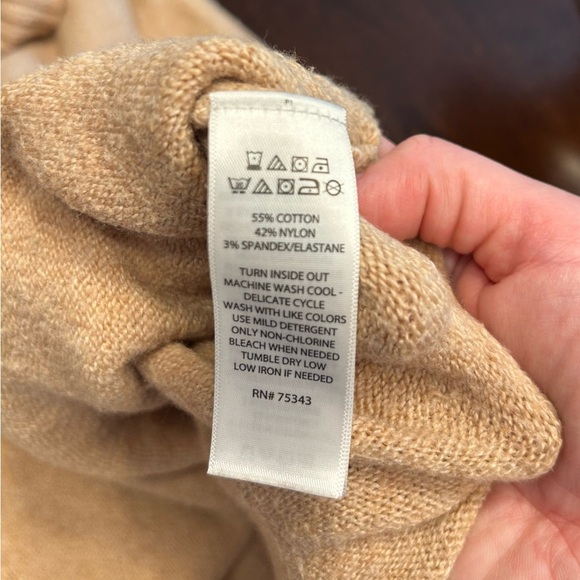 55% COTTON
42% NYLON
3% SPANDEX/ELASTANE
TURN INSIDE OUT
MACHINE WASH COOL -
DELICATE CYCLE
WASH WITH LIKE COLORS
USE MILD DETERGENT
ONLY NON-CHLORINE
BLEACH WHEN NEEDED
TUMBLE DRY LOW
LOW IRON IF NEEDED
RN# 75343